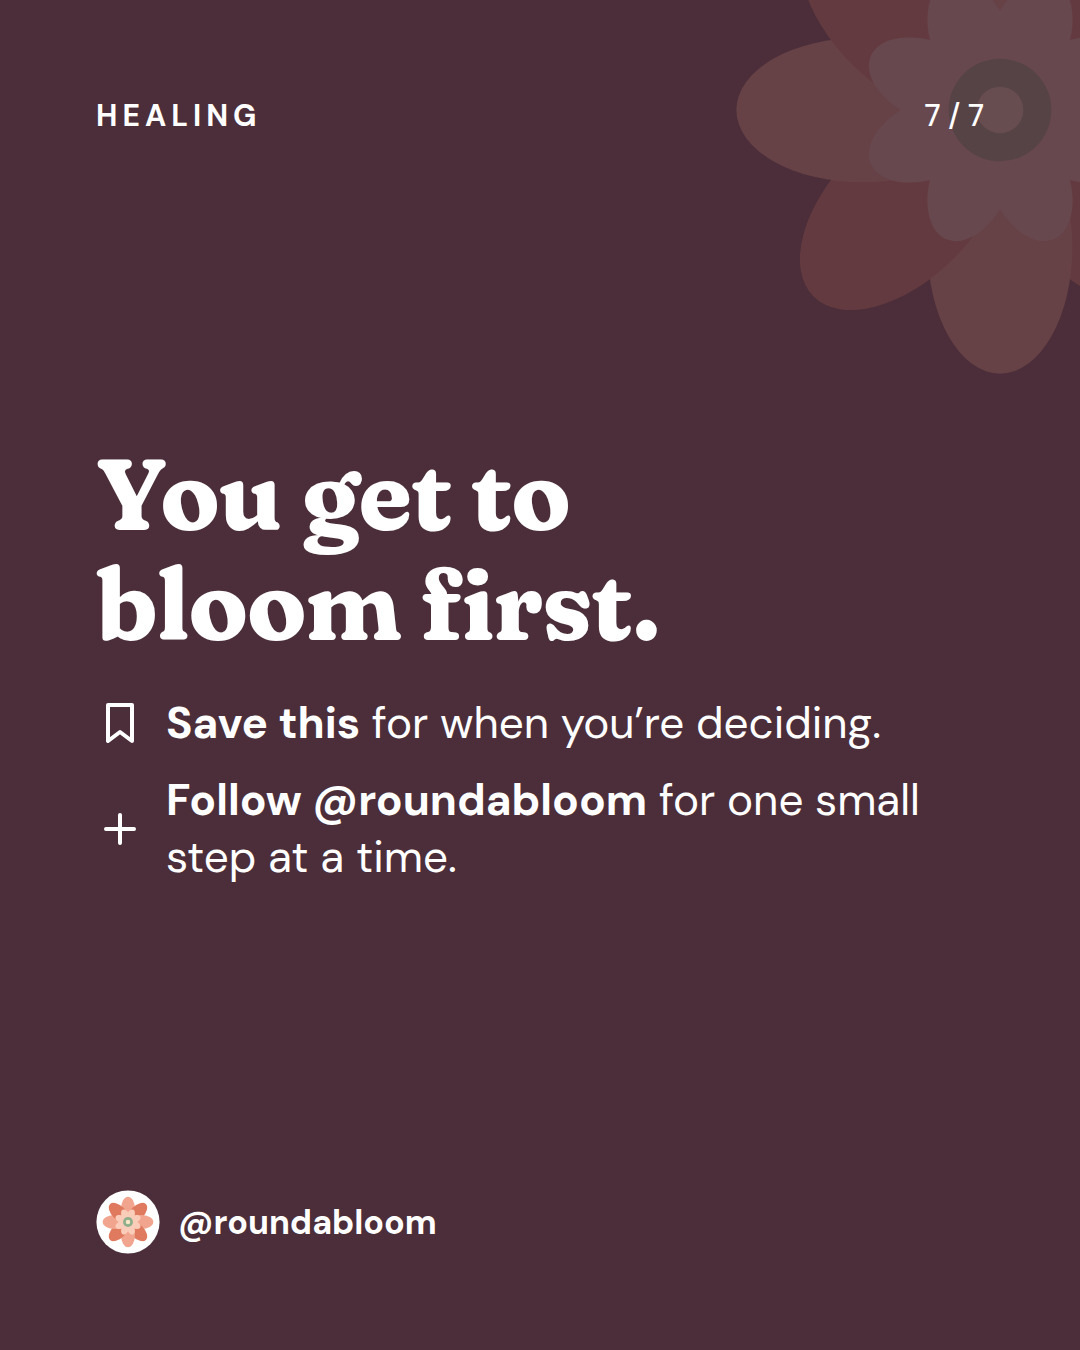 HEALING
7 / 7
You get to
bloom first.
Save this for when you’re deciding.
Follow @roundabloom for one small
step at a time.
@roundabloom